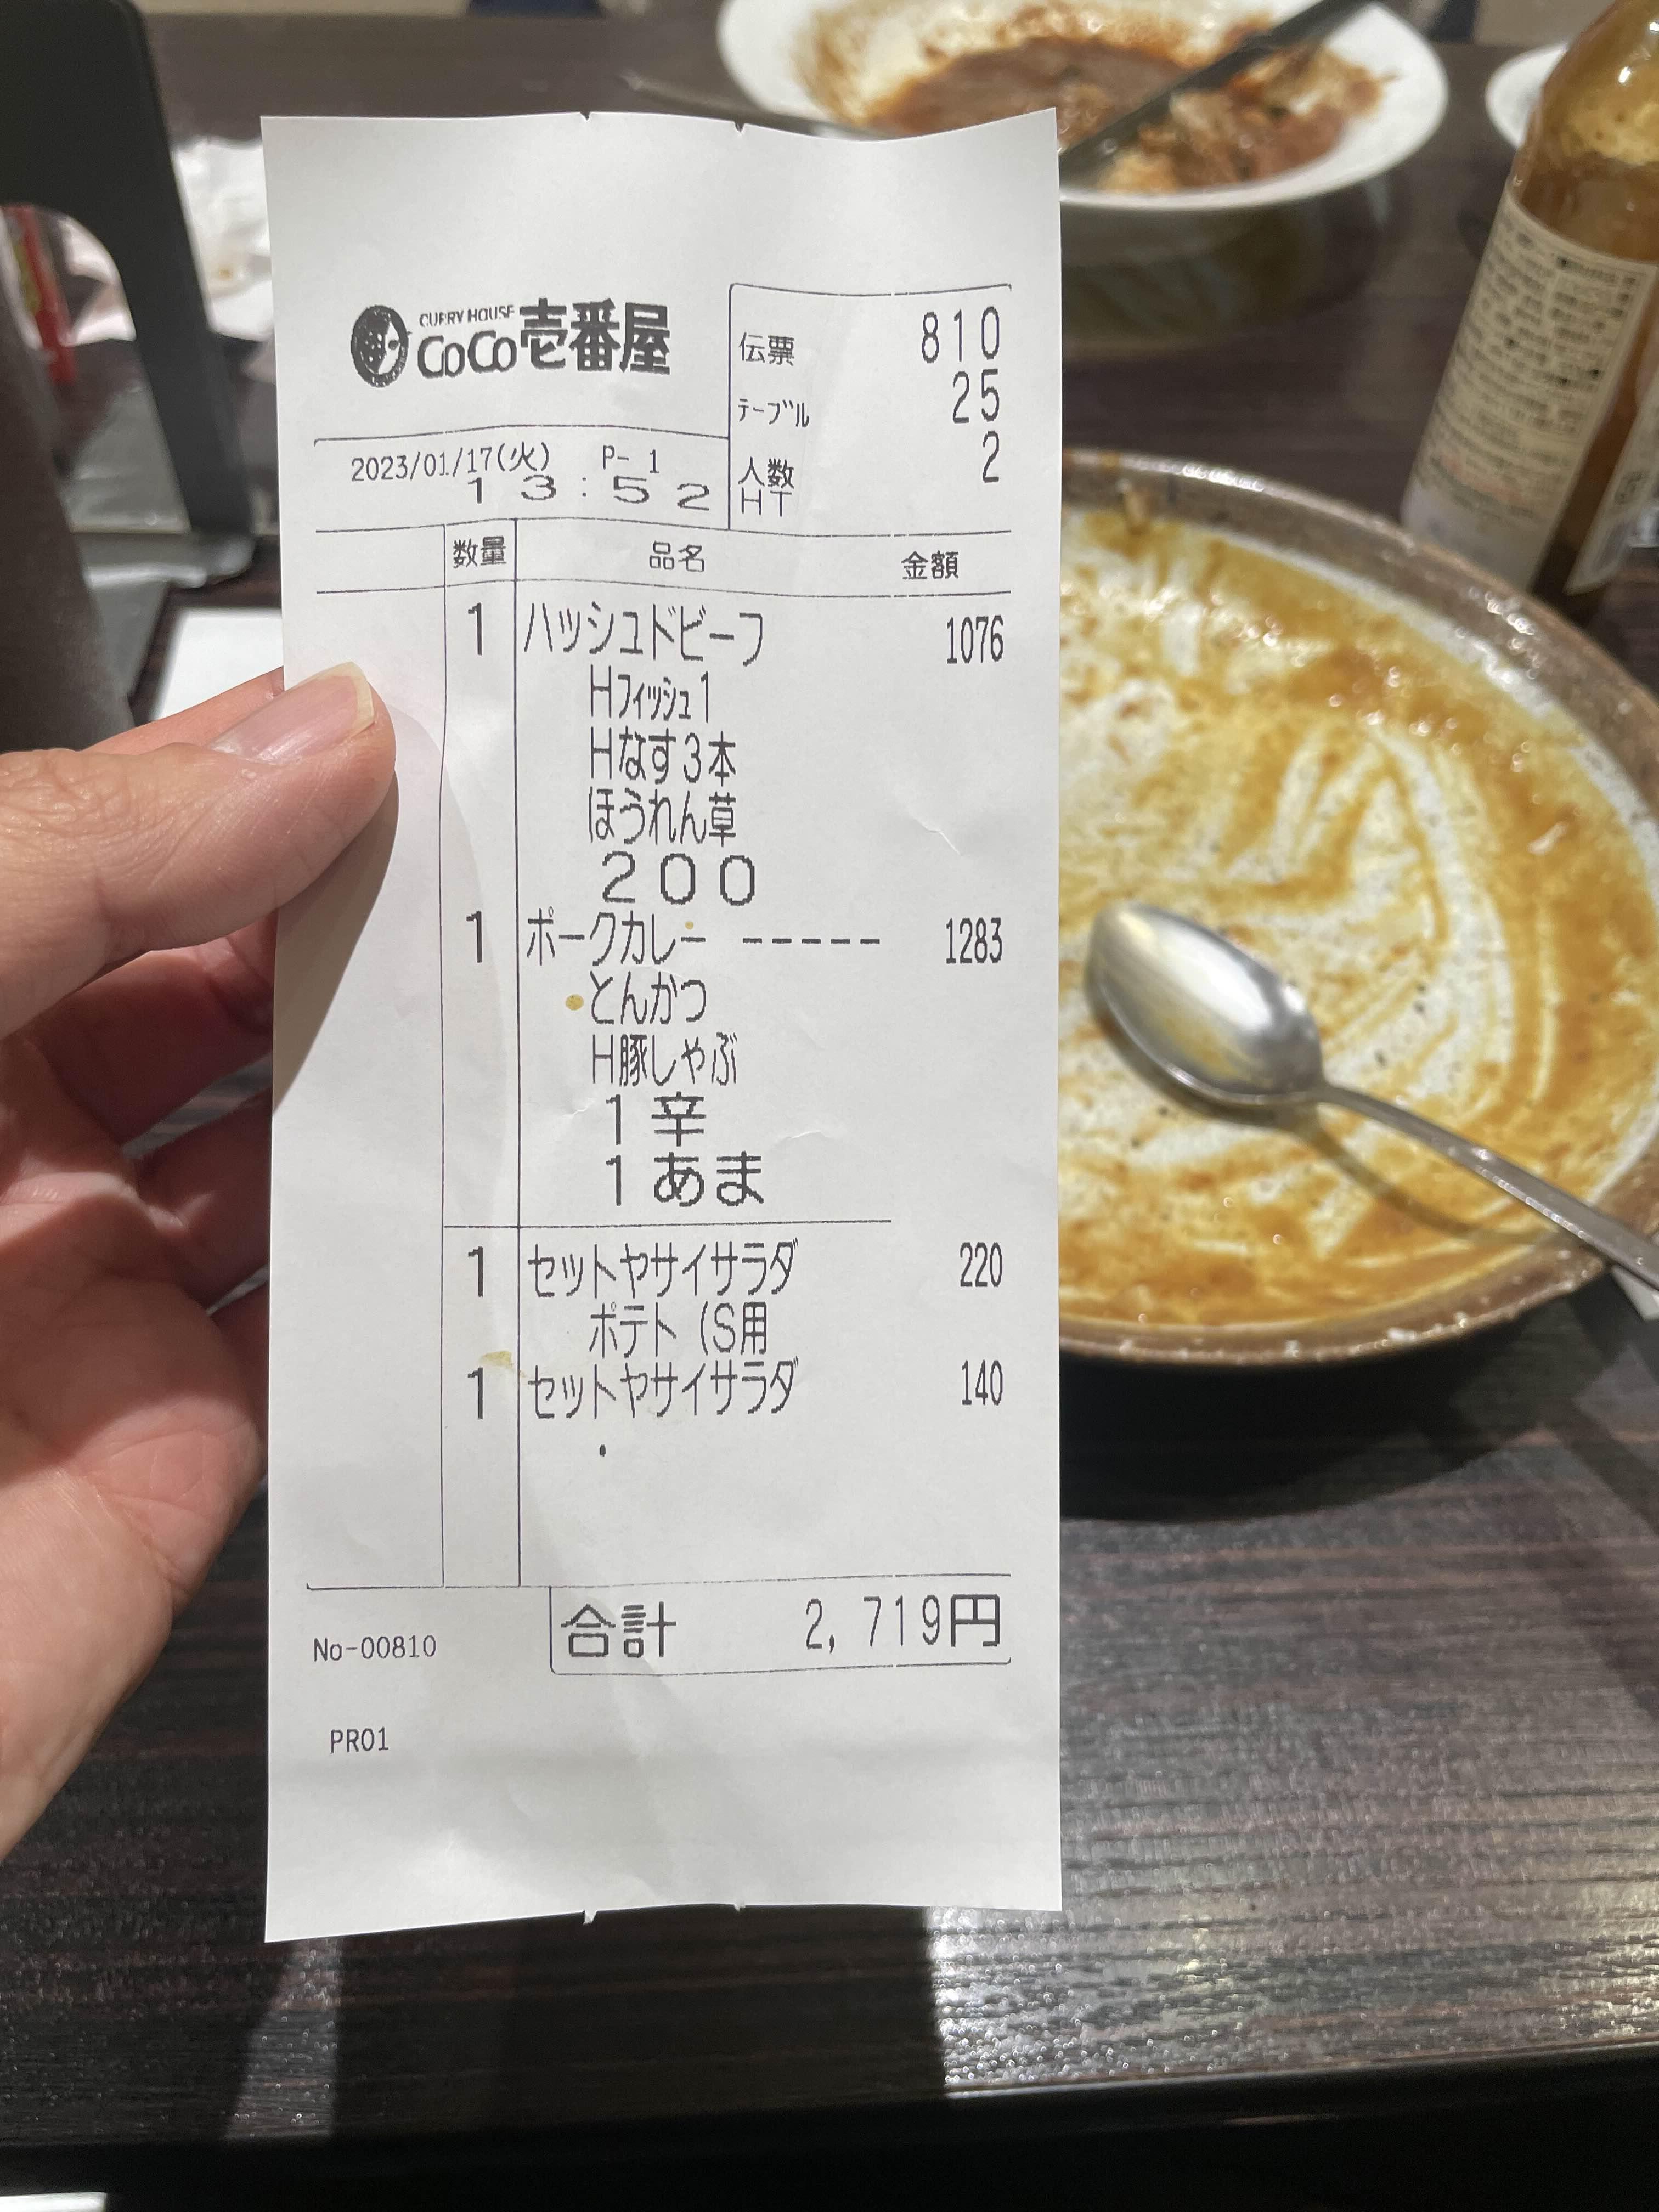 CURRY HOUSE
CoCo壱番屋
伝票 810
テーブル 25
人数 2
HT
2023/01/17(火) P- 1
13:52
数量 品名 金額
1 ハッシュドビーフ 1076
Hフィッシュ1
Hなす3本
ほうれん草
200
1 ポークカレー ----- 1283
とんかつ
H豚しゃぶ
1辛
1あま
1 セットヤサイサラダ 220
ポテト (S用
1 セットヤサイサラダ 140
.
合計 2,719円
No-00810
PR01